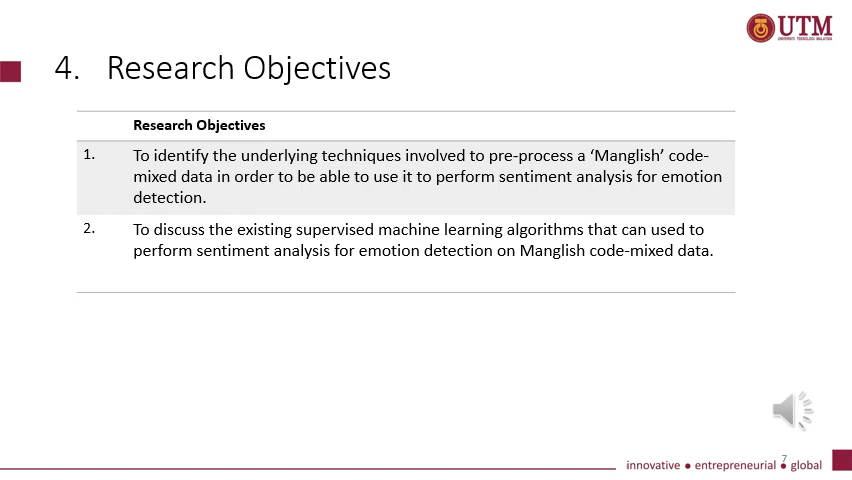 UTM
UNIVERSITI TEKNOLOGI MALAYSIA
4. Research Objectives
Research Objectives
1. To identify the underlying techniques involved to pre-process a ‘Manglish’ code-
mixed data in order to be able to use it to perform sentiment analysis for emotion
detection.
2. To discuss the existing supervised machine learning algorithms that can used to
perform sentiment analysis for emotion detection on Manglish code-mixed data.
7
innovative ● entrepreneurial ● global